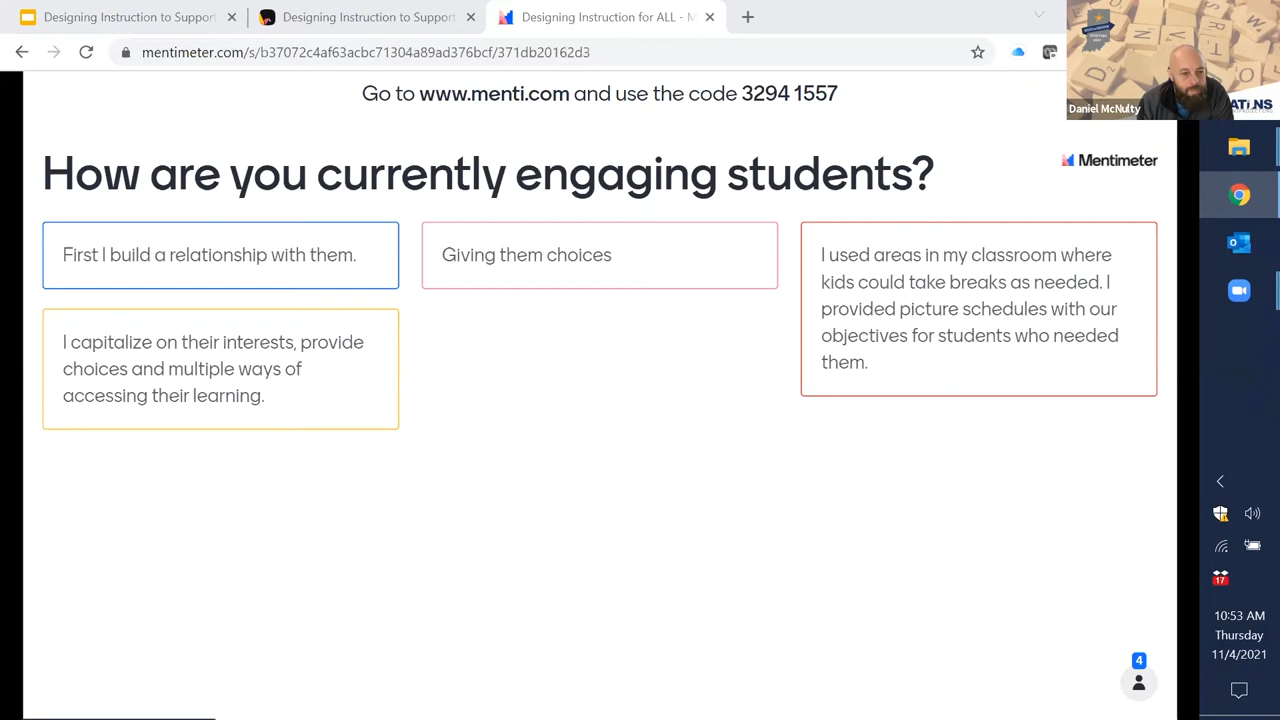 Designing Instruction to Support
Designing Instruction to Support
Designing Instruction for ALL - M
mentimeter.com/s/b37072c4af63acbc71304a89ad376bcf/371db20162d3
Go to www.menti.com and use the code 3294 1557
Daniel McNulty
How are you currently engaging students?
Mentimeter
First I build a relationship with them.
Giving them choices
I used areas in my classroom where
kids could take breaks as needed. I
provided picture schedules with our
objectives for students who needed
them.
I capitalize on their interests, provide
choices and multiple ways of
accessing their learning.
4
17
10:53 AM
Thursday
11/4/2021